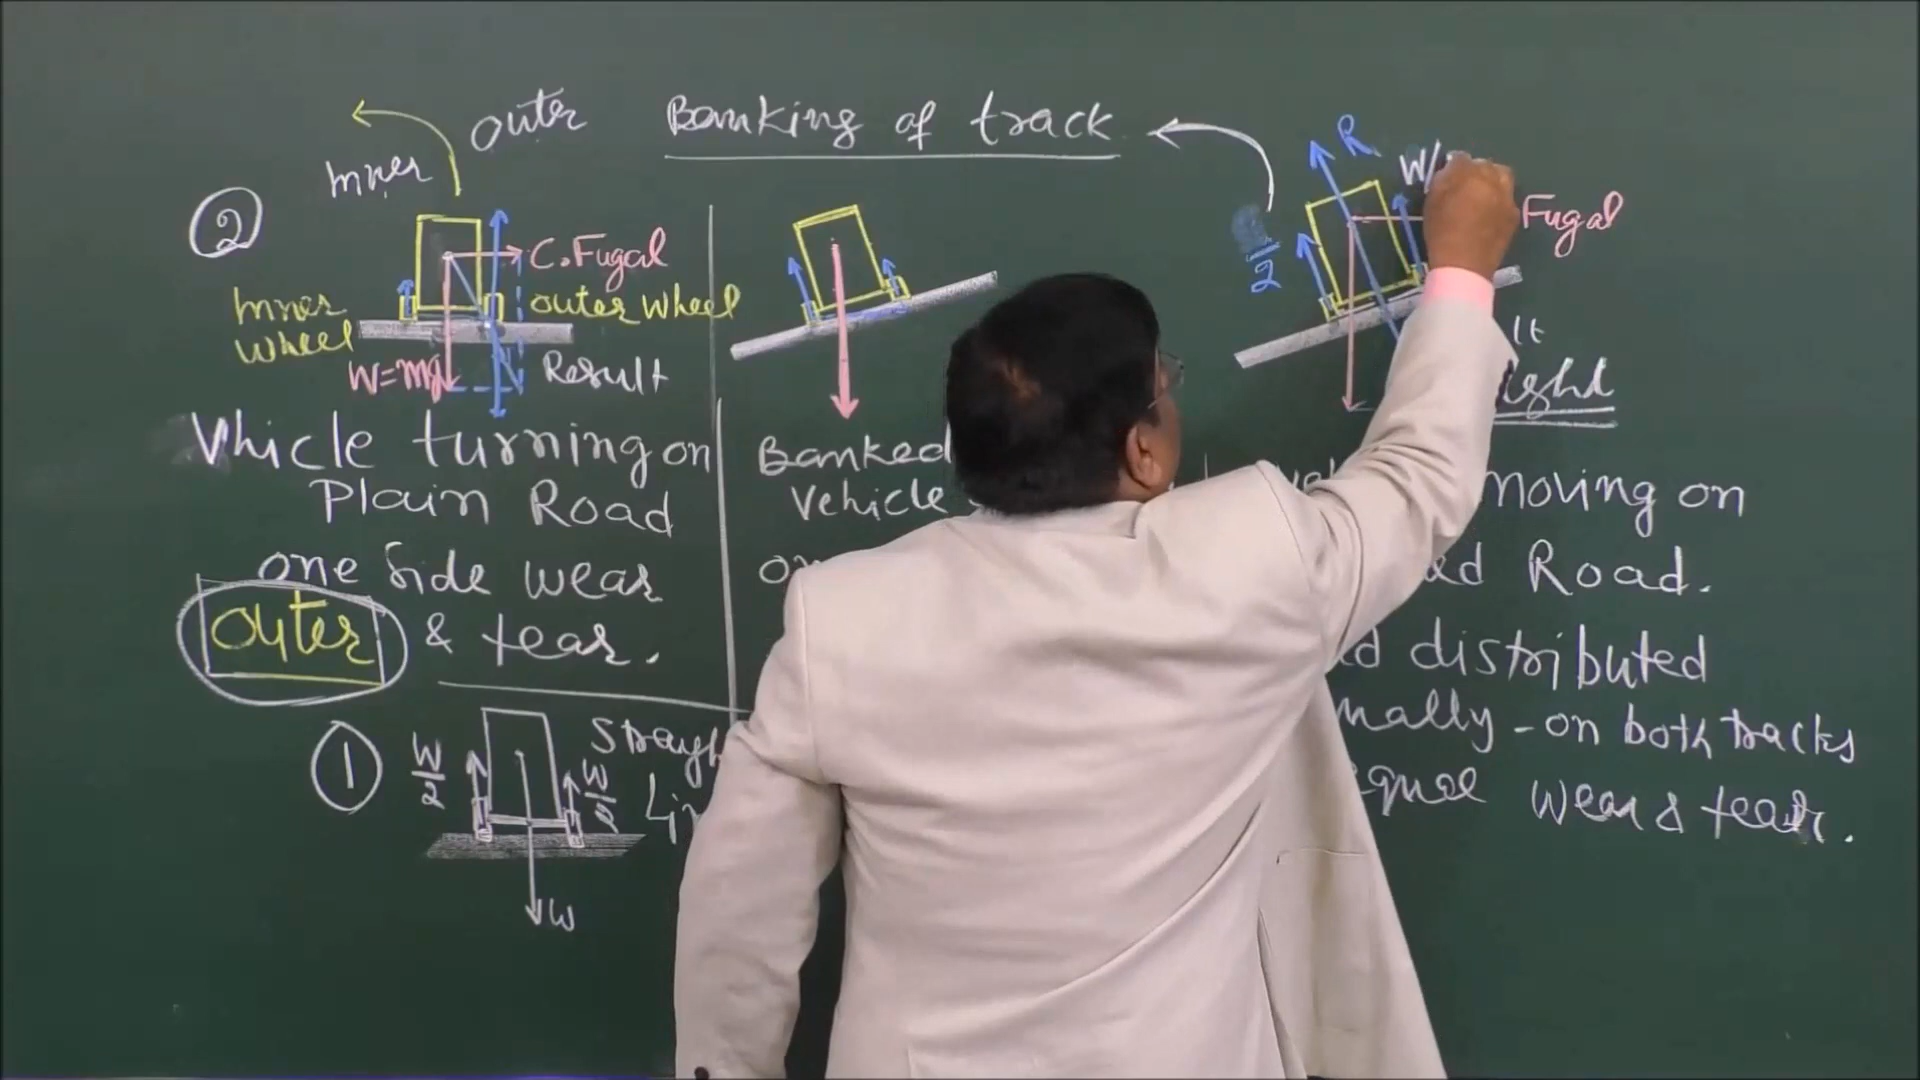 Banking of track
outer
Inner
②
C.Fugal
Inner
Wheel
outer Wheel
W=mg
Result
Vhicle turning on
Plain Road
one side wear
outer
& tear.
①
W/2
W/2
W
Banked
Vehicle
R
W/
2
Fugal
moving on
Road.
distributed
-on both tracks
Wear & tear.